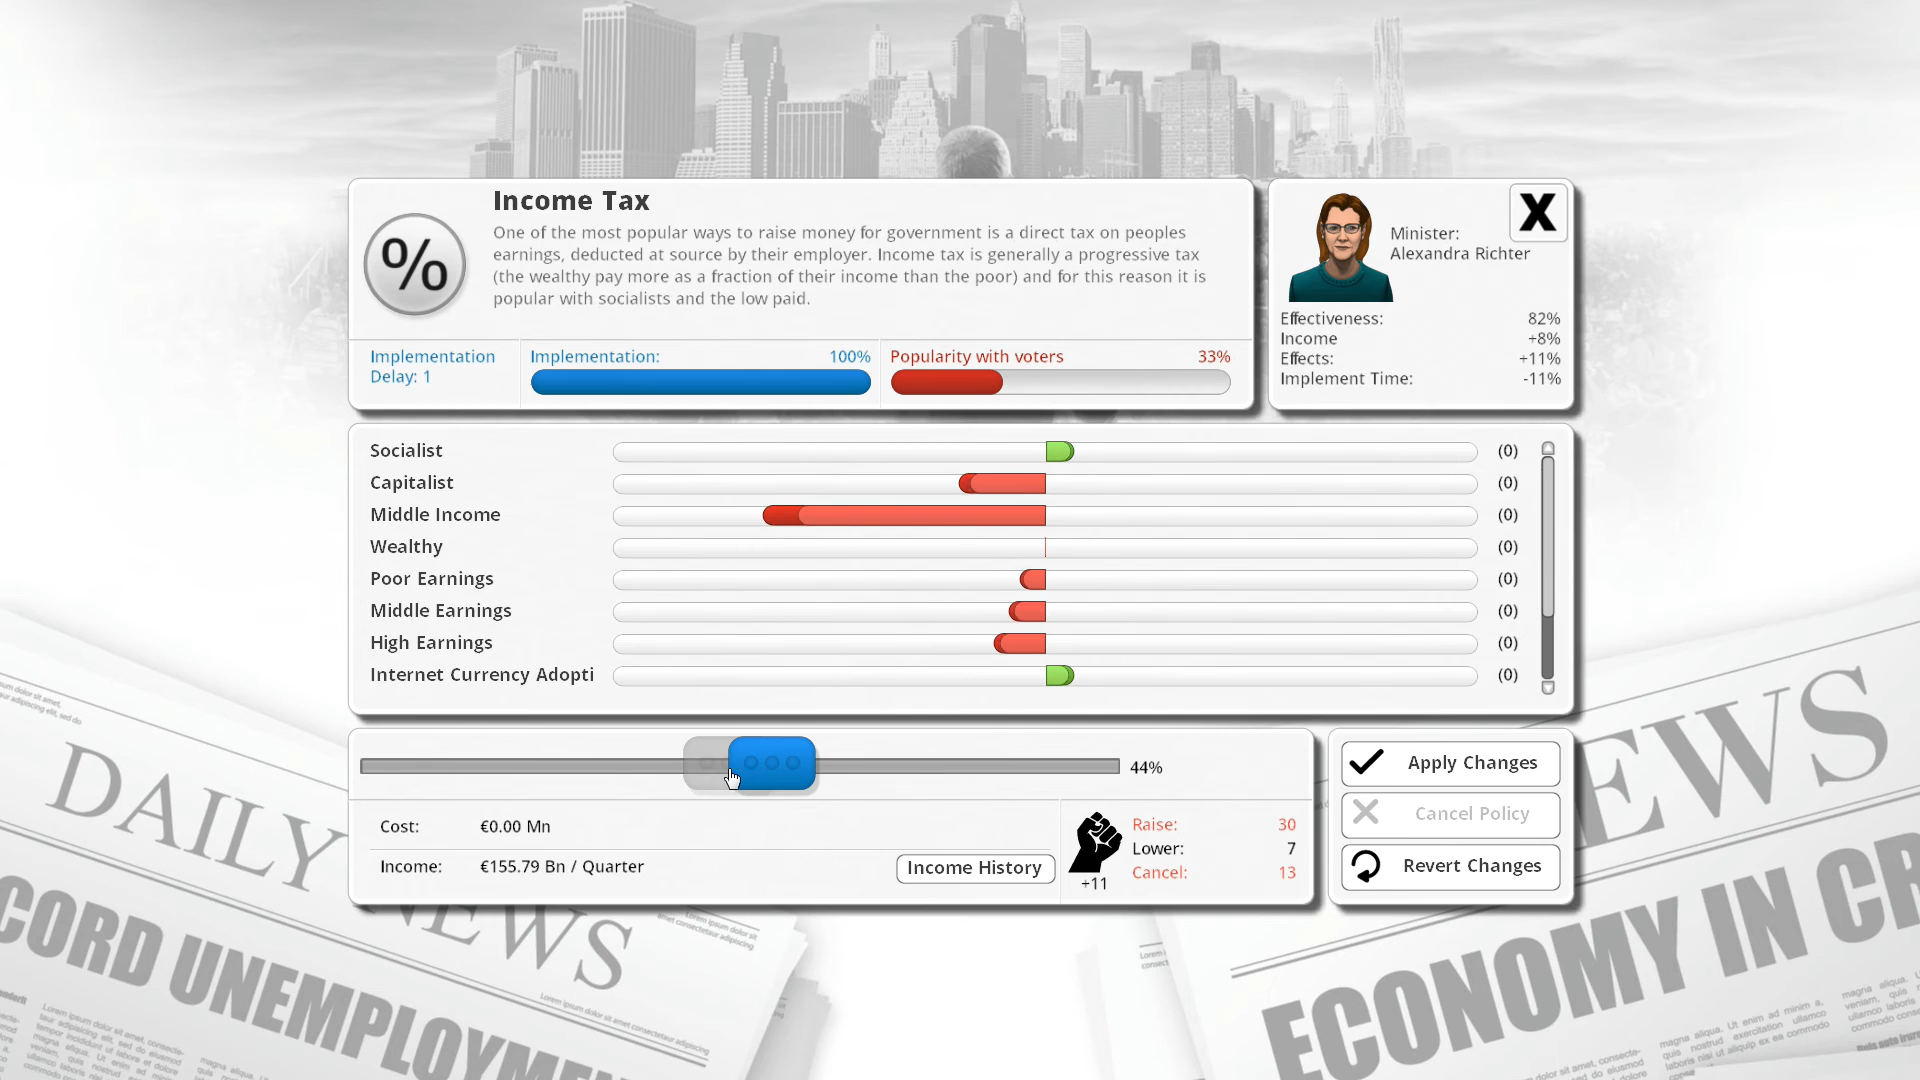 Income Tax
One of the most popular ways to raise money for government is a direct tax on peoples
earnings, deducted at source by their employer. Income tax is generally a progressive tax
(the wealthy pay more as a fraction of their income than the poor) and for this reason it is
popular with socialists and the low paid.
%
Implementation
Delay: 1
Implementation: 100%
Popularity with voters 33%
X
Minister:
Alexandra Richter
Effectiveness: 82%
Income +8%
Effects: +11%
Implement Time: -11%
Socialist (0)
Capitalist (0)
Middle Income (0)
Wealthy (0)
Poor Earnings (0)
Middle Earnings (0)
High Earnings (0)
Internet Currency Adopti (0)
44%
Cost: €0.00 Mn
Income: €155.79 Bn / Quarter
Income History
+11
Raise: 30
Lower: 7
Cancel: 13
Apply Changes
Cancel Policy
Revert Changes
DAILY NEWS
CORD UNEMPLOYME
EWS
ECONOMY IN CR